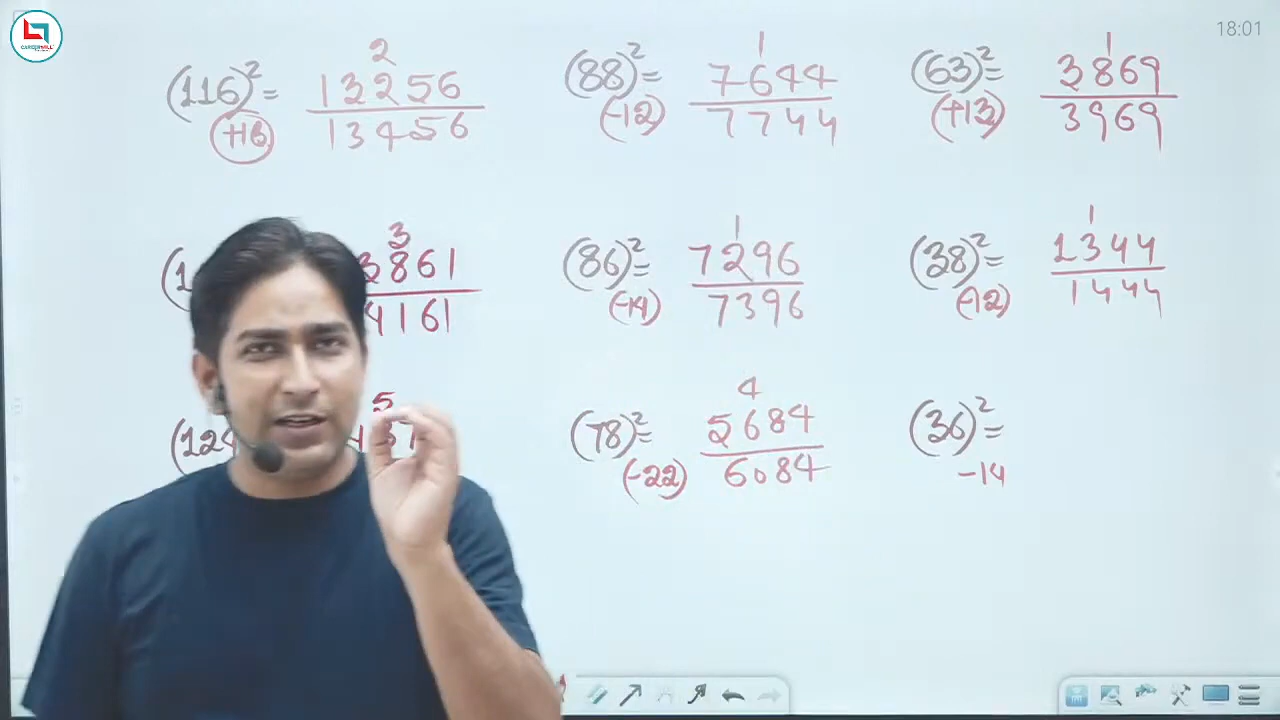 CAREERWILL
18:01
(116)² = 2
13256
(+16) 13456
(88)² = 1
7644
(-12) 7744
(63)² = 1
3869
(+13) 3969
3
3861
4161
(86)² = 1
7296
(-14) 7396
(38)² = 1
1344
(-12) 1444
(124
5
(78)² = 4
5684
(-22) 6084
(36)² =
-14